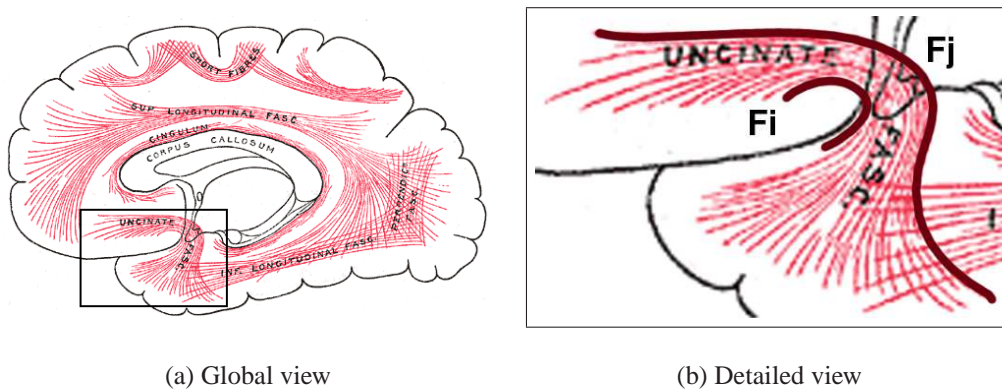 SHORT FIBRES
SUP. LONGITUDINAL FASC.
CINGULUM
CORPUS CALLOSUM
PERPENDIC. FASC.
UNCINATE FASC.
INF. LONGITUDINAL FASC.
UNCINATE
FASC.
Fi
Fj
(a) Global view
(b) Detailed view